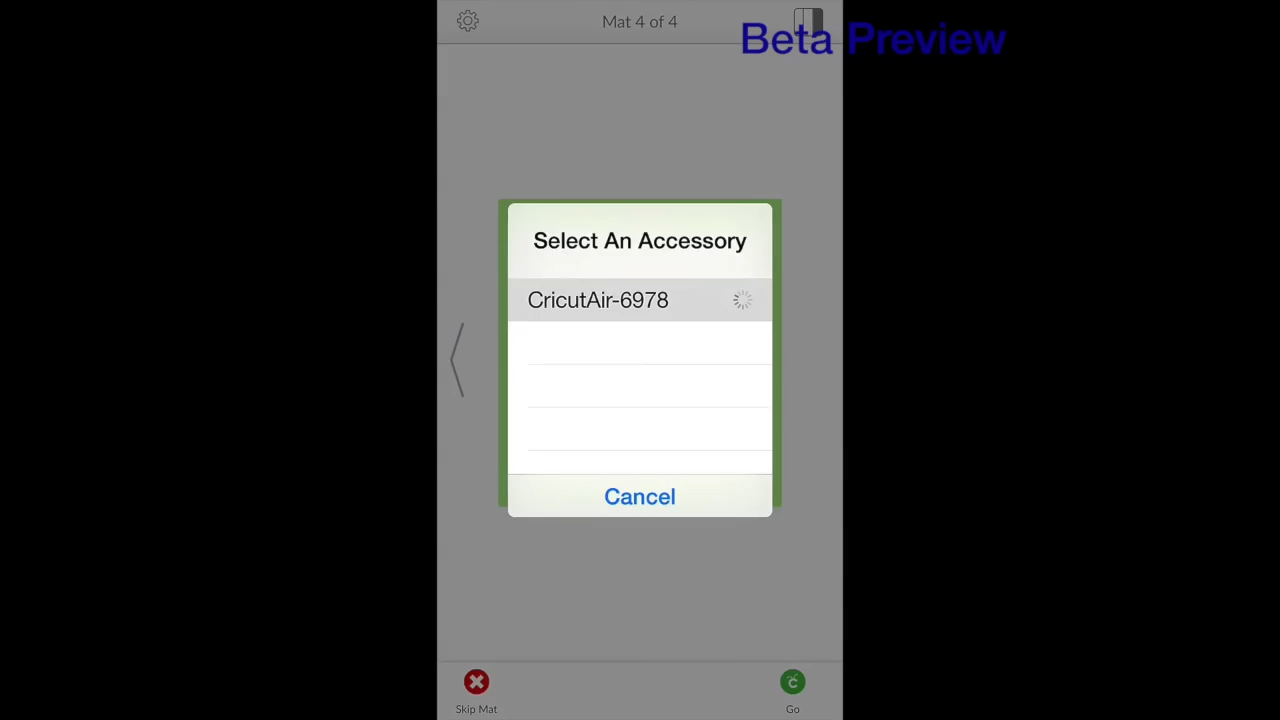 Mat 4 of 4
Beta Preview
Select An Accessory
CricutAir-6978
Cancel
Skip Mat
Go